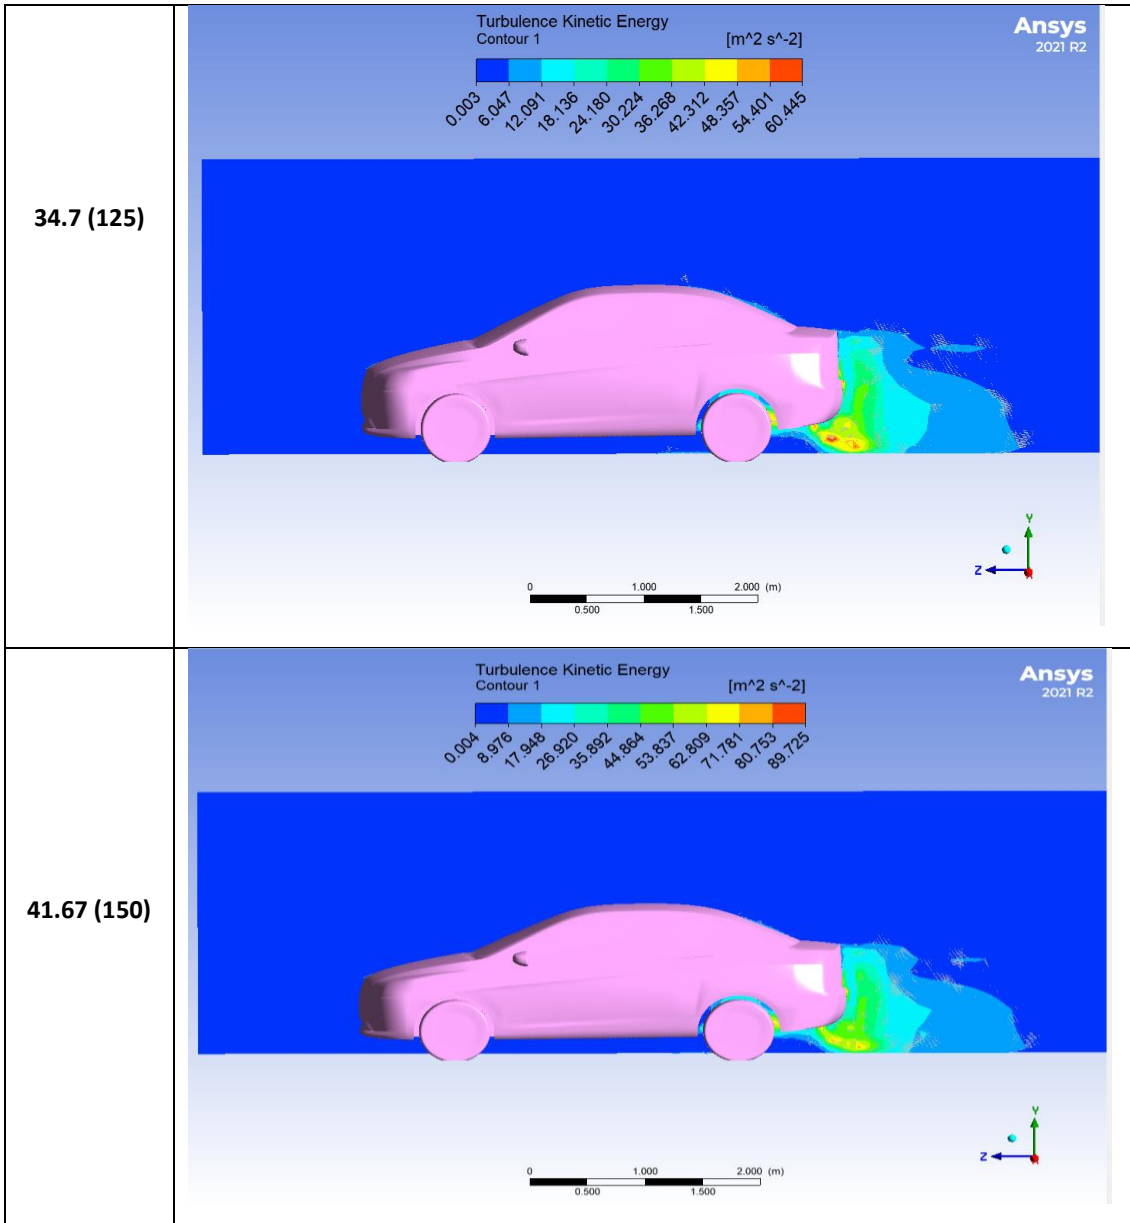 Turbulence Kinetic Energy
Contour 1 [m^2 s^-2]
Ansys
2021 R2
0.003 6.047 12.091 18.136 24.180 30.224 36.268 42.312 48.357 54.401 60.445
34.7 (125)
Y
Z
X
0 1.000 2.000 (m)
0.500 1.500
Turbulence Kinetic Energy
Contour 1 [m^2 s^-2]
Ansys
2021 R2
0.004 8.976 17.948 26.920 35.892 44.864 53.837 62.809 71.781 80.753 89.725
41.67 (150)
Y
Z
X
0 1.000 2.000 (m)
0.500 1.500